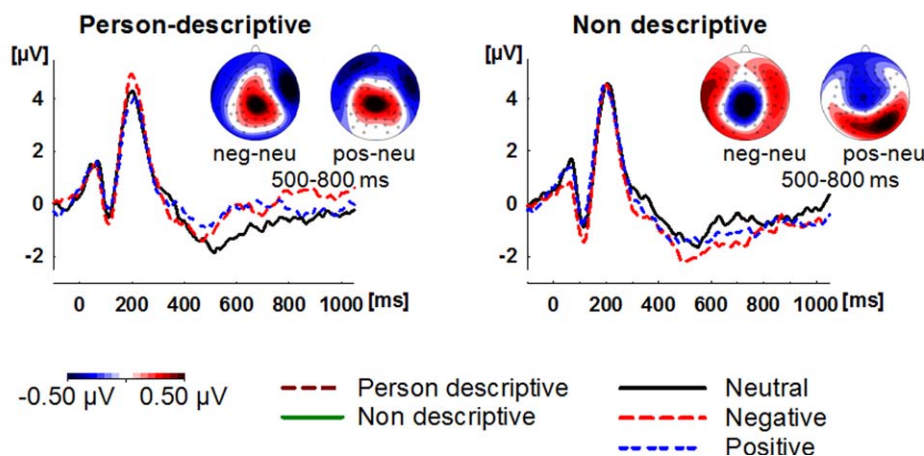 Person-descriptive
Non descriptive
[µV]
4
2
0
-2
neg-neu pos-neu
500-800 ms
0 200 400 600 800 1000 [ms]
[µV]
4
2
0
-2
neg-neu pos-neu
500-800 ms
0 200 400 600 800 1000 [ms]
-0.50 µV 0.50 µV
Person descriptive
Non descriptive
Neutral
Negative
Positive